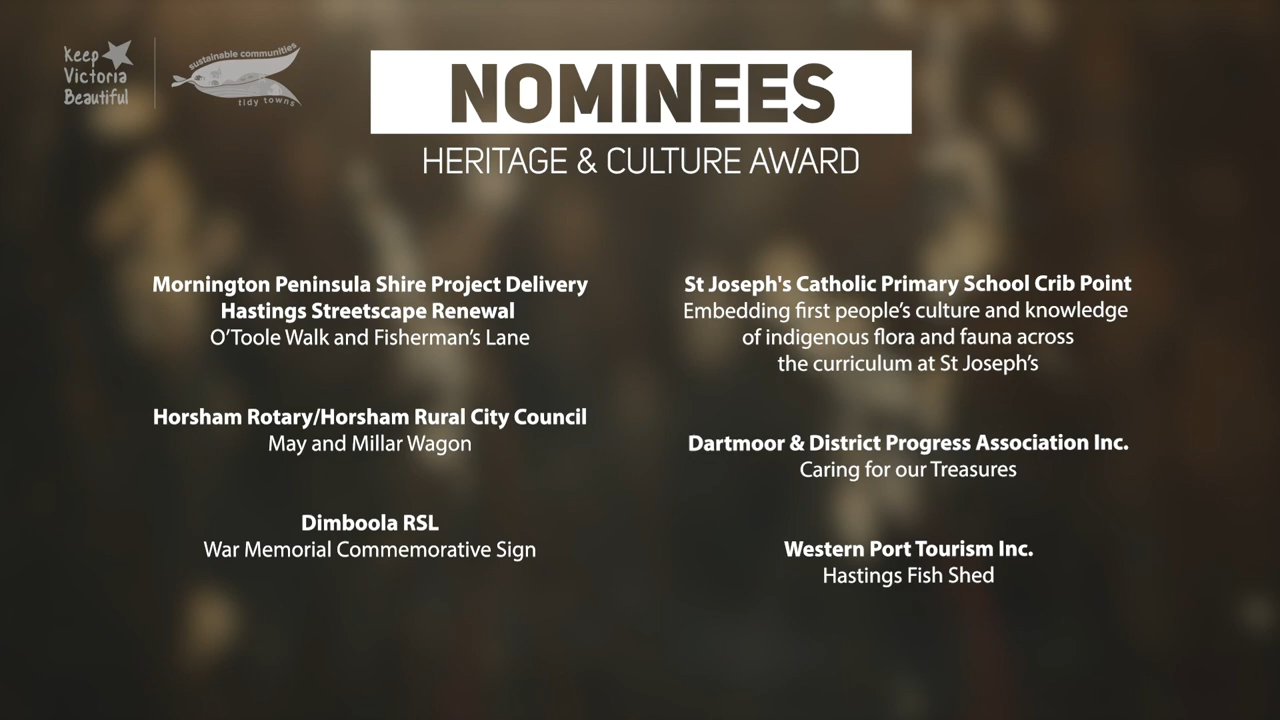 Keep
Victoria
Beautiful
sustainable communities
tidy towns
NOMINEES
HERITAGE & CULTURE AWARD
Mornington Peninsula Shire Project Delivery
Hastings Streetscape Renewal
O'Toole Walk and Fisherman's Lane
Horsham Rotary/Horsham Rural City Council
May and Millar Wagon
Dimboola RSL
War Memorial Commemorative Sign
St Joseph's Catholic Primary School Crib Point
Embedding first people's culture and knowledge
of indigenous flora and fauna across
the curriculum at St Joseph's
Dartmoor & District Progress Association Inc.
Caring for our Treasures
Western Port Tourism Inc.
Hastings Fish Shed